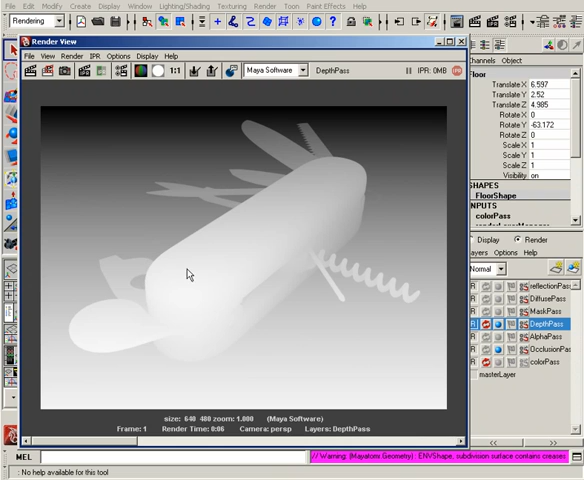 File Edit Modify Create Display Window Lighting/Shading Texturing Render Toon Paint Effects Help
Rendering
Render View
File View Render IPR Options Display Help
1:1 Maya Software DepthPass IPR: 0MB
size: 640 480 zoom: 1.000 (Maya Software)
Frame: 1 Render Time: 0:06 Camera: persp Layers: DepthPass
Channels Object
Floor
Translate X 6.597
Translate Y 2.52
Translate Z 4.985
Rotate X 0
Rotate Y -63.172
Rotate Z 0
Scale X 1
Scale Y 1
Scale Z 1
Visibility on
SHAPES
FloorShape
INPUTS
colorPass
Display Render
ayers Options Help
Normal
R reflectionPas
R DiffusePass
R MaskPass
R DepthPass
R AlphaPass
R OcclusionPas
R colorPass
masterLayer
<< >>
MEL // Warning: (Mayatomr.Geometry) : ENVShape, subdivision surface contains creases
: No help available for this tool